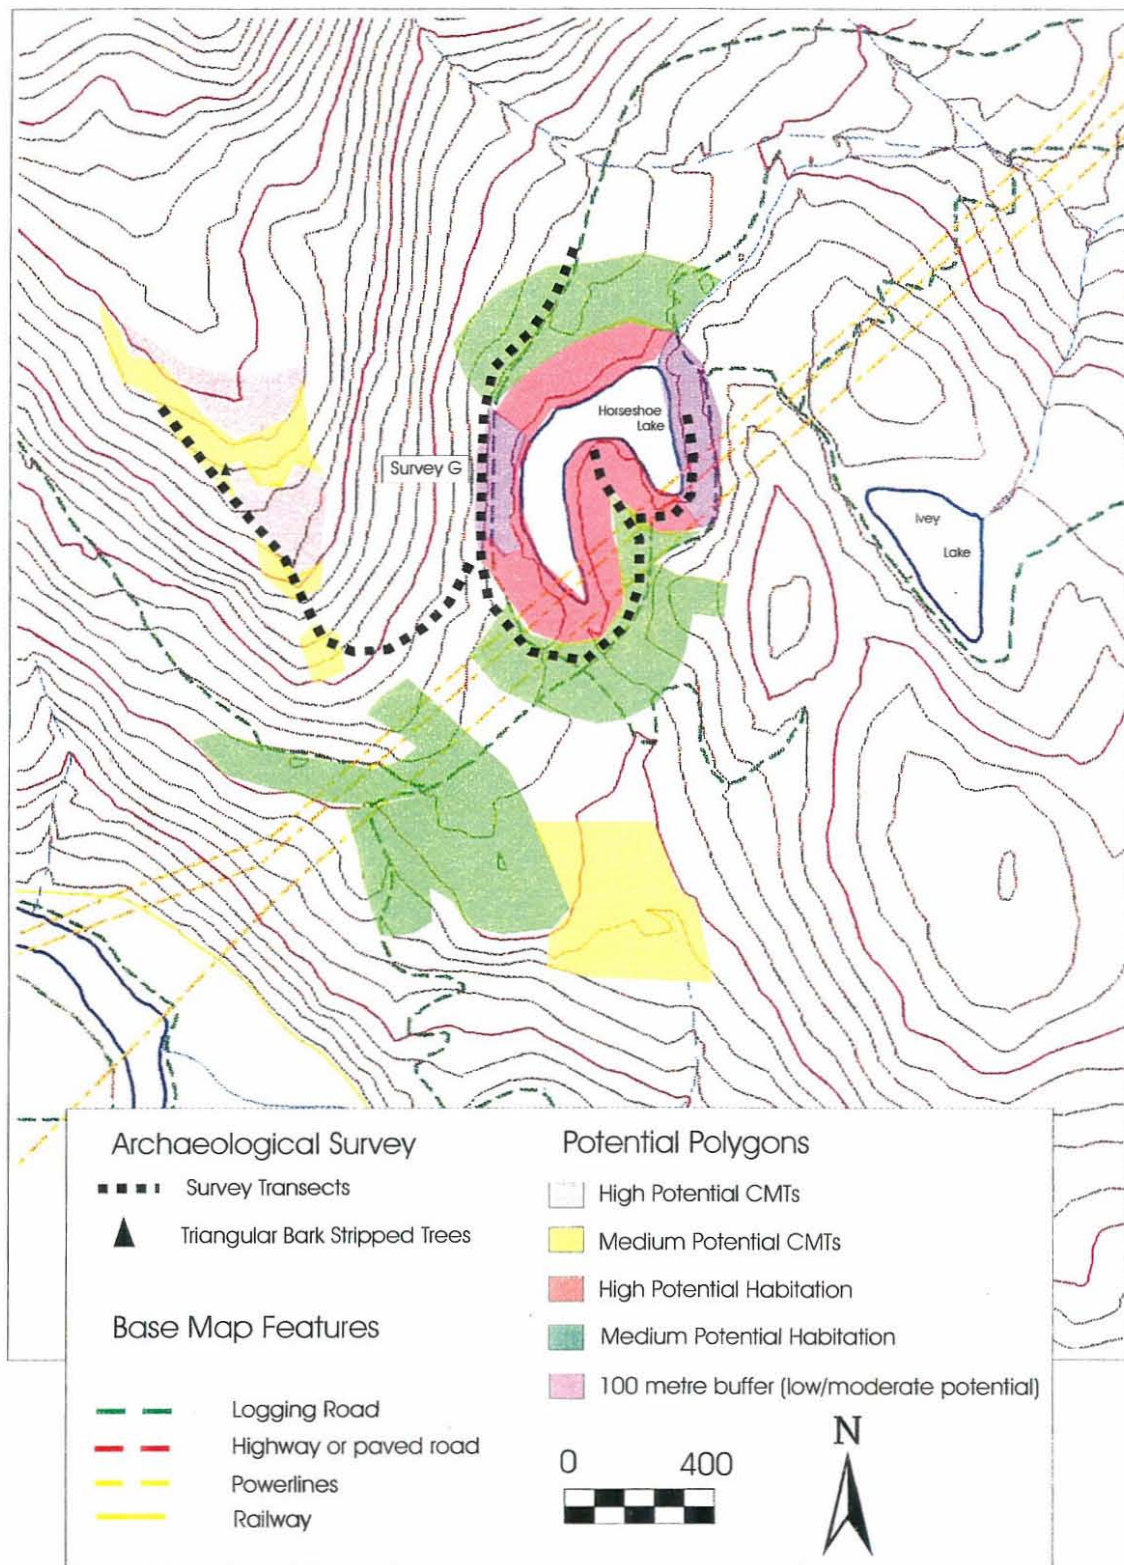 Horseshoe
Lake
Survey G
Ivey
Lake
Archaeological Survey
Survey Transects
Triangular Bark Stripped Trees
Base Map Features
Logging Road
Highway or paved road
Powerlines
Railway
Potential Polygons
High Potential CMTs
Medium Potential CMTs
High Potential Habitation
Medium Potential Habitation
100 metre buffer (low/moderate potential)
0 400
N